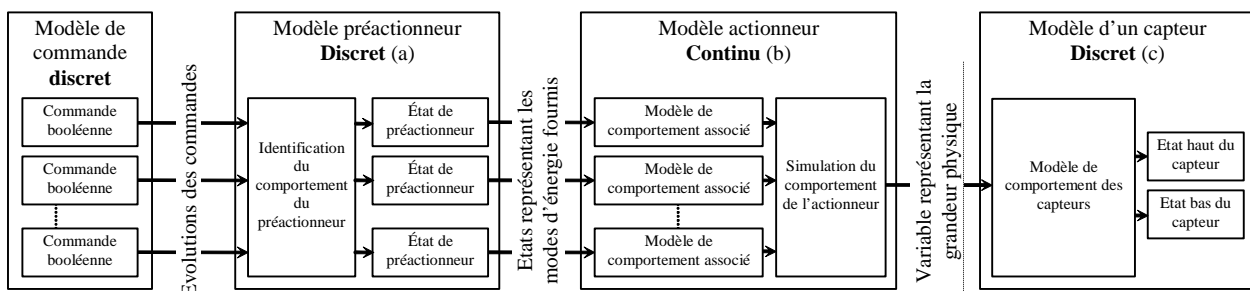 Modèle de
commande
discret
Commande
booléenne
Commande
booléenne
Commande
booléenne
Evolutions des commandes
Modèle préactionneur
Discret (a)
Identification
du
comportement
du
préactionneur
État de
préactionneur
État de
préactionneur
État de
préactionneur
Etats représentant les
modes d’énergie fournis
Modèle actionneur
Continu (b)
Modèle de
comportement associé
Modèle de
comportement associé
Modèle de
comportement associé
Simulation du
comportement
de l’actionneur
Variable représentant la
grandeur physique
Modèle d’un capteur
Discret (c)
Modèle de
comportement des
capteurs
Etat haut du
capteur
Etat bas du
capteur